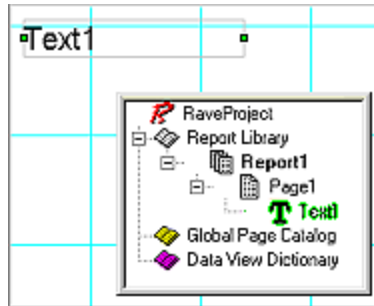 Text1
RaveProject
Report Library
Report1
Page1
Text1
Global Page Catalog
Data View Dictionary